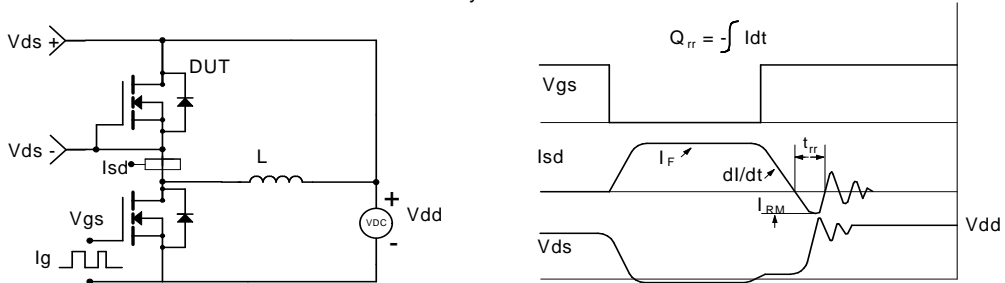 Vds +
DUT
Vds -
Isd
L
Vgs
Ig
+
VDC
-
Vdd
Q rr = - ∫ Idt
Vgs
Isd
I F
dI/dt
t rr
I RM
Vds
Vdd